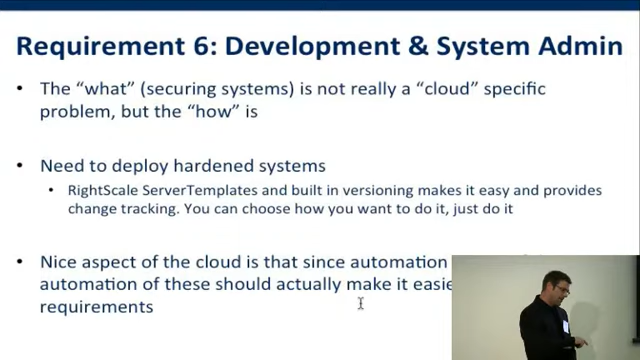 Requirement 6: Development & System Admin
• The “what” (securing systems) is not really a “cloud” specific
problem, but the “how” is
• Need to deploy hardened systems
• RightScale ServerTemplates and built in versioning makes it easy and provides
change tracking. You can choose how you want to do it, just do it
• Nice aspect of the cloud is that since automation
automation of these should actually make it easie
requirements